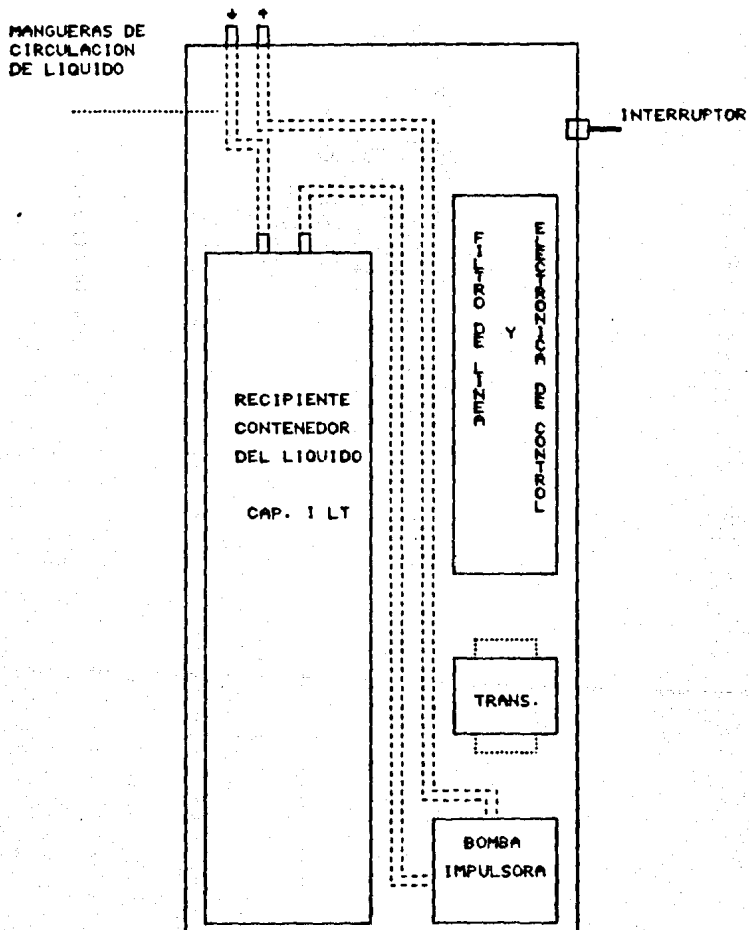 MANGUERAS DE
CIRCULACION
DE LIQUIDO
INTERRUPTOR
FILTRO DE LINEA
Y
ELECTRONICA DE CONTROL
RECIPIENTE
CONTENEDOR
DEL LIQUIDO
CAP. 1 LT
TRANS.
BOMBA
IMPULSORA